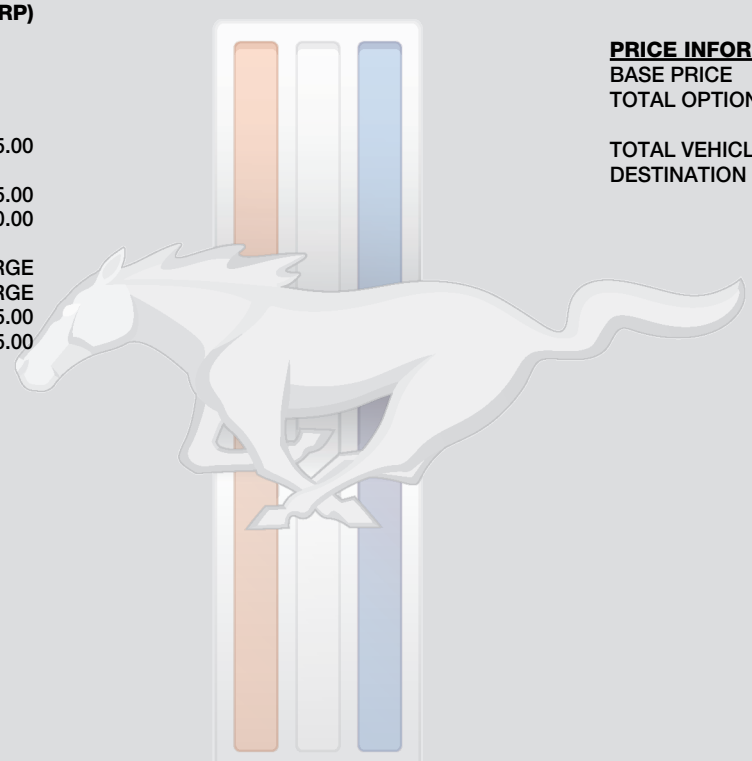 RP)
5.00
5.00
0.00
RGE
RGE
5.00
5.00
PRICE INFOR
BASE PRICE
TOTAL OPTION
TOTAL VEHICL
DESTINATION